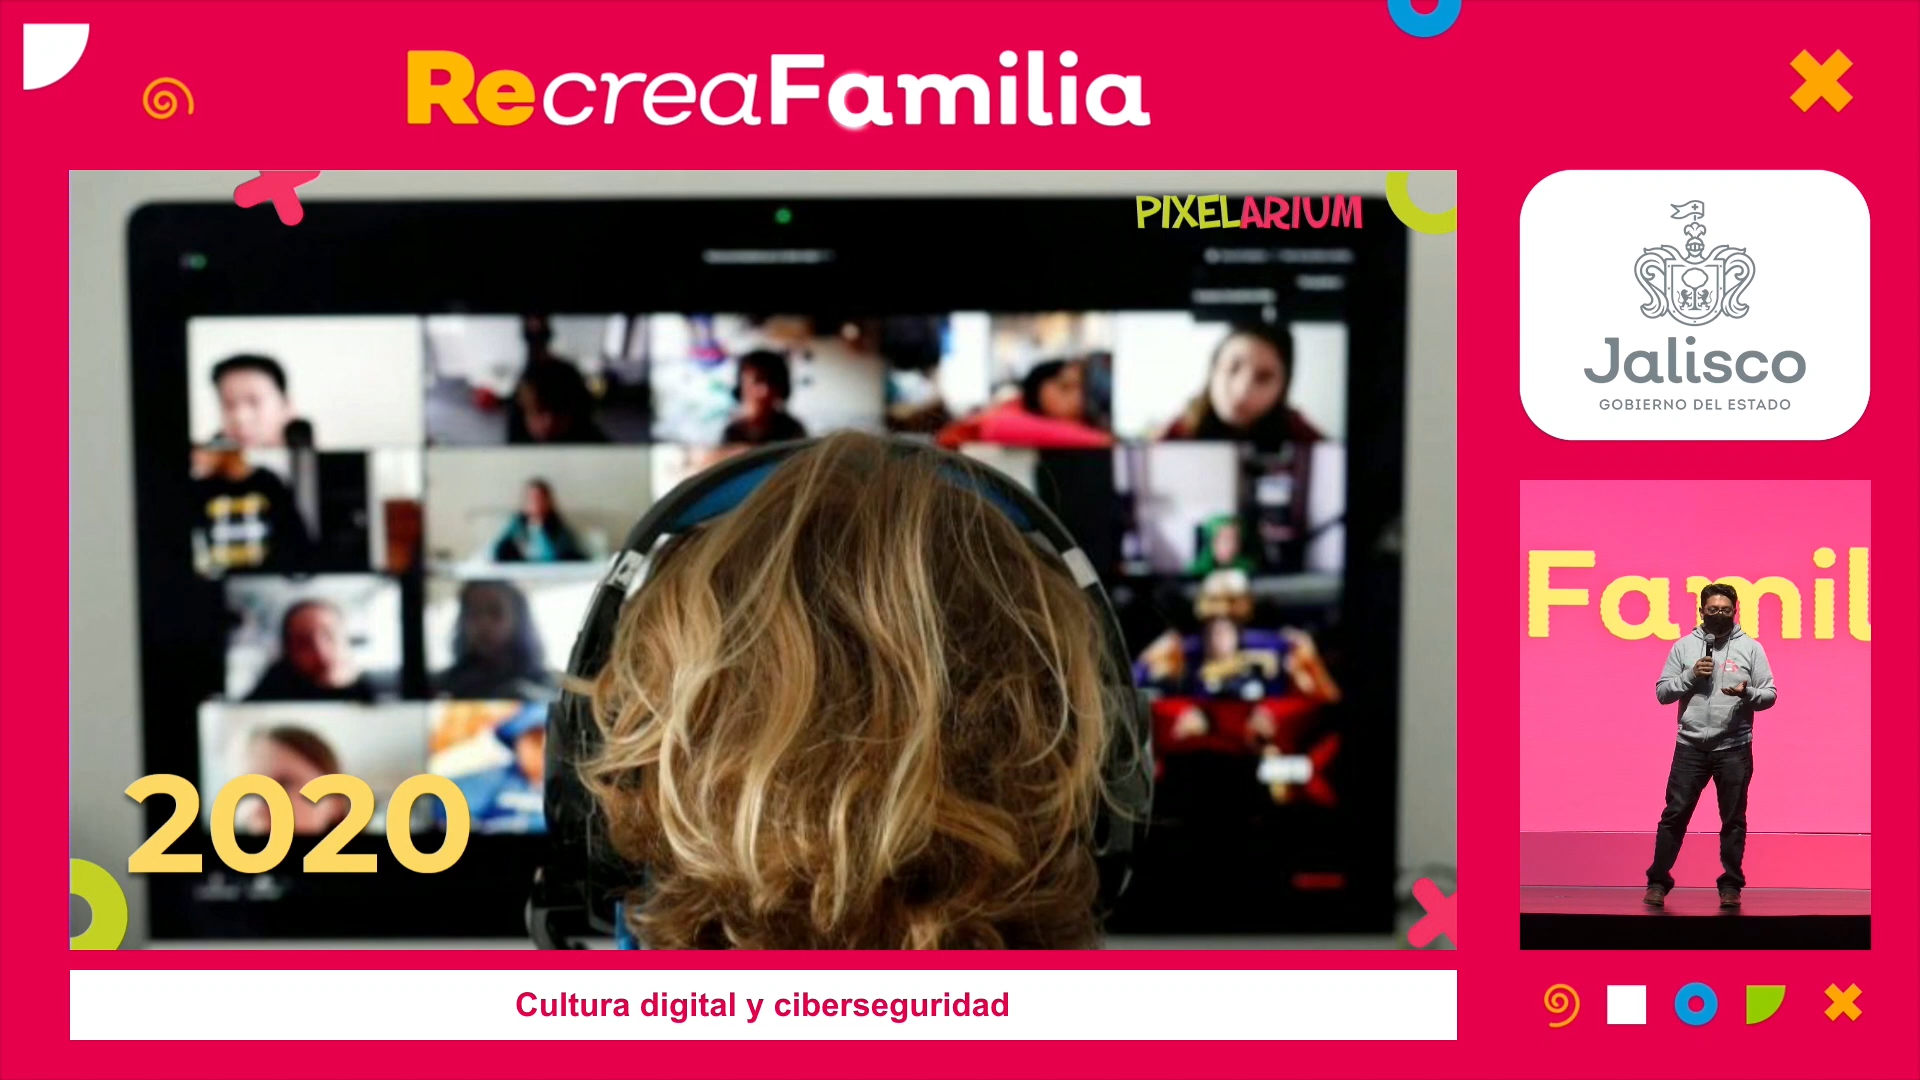 RecreaFamilia
PIXELARIUM
2020
Jalisco
GOBIERNO DEL ESTADO
Famil
Cultura digital y ciberseguridad